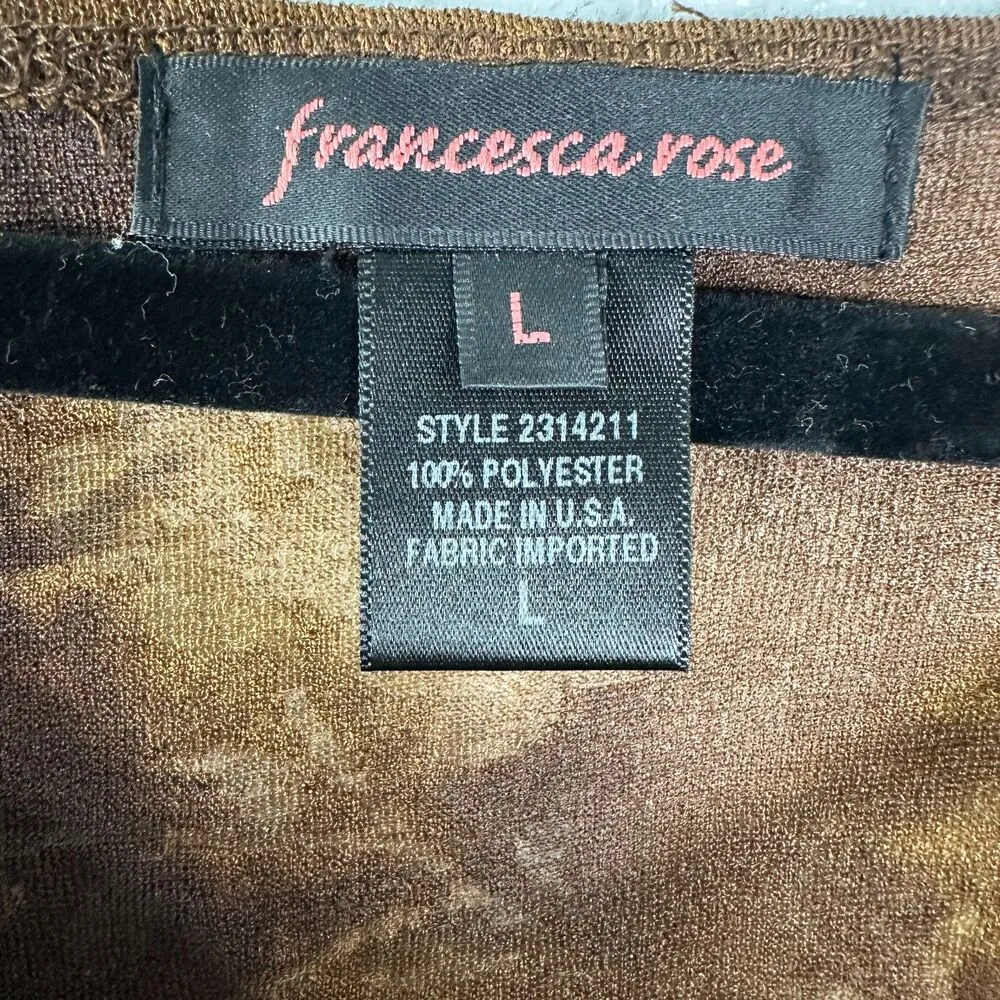 francesca rose
L
STYLE 2314211
100% POLYESTER
MADE IN U.S.A.
FABRIC IMPORTED
L